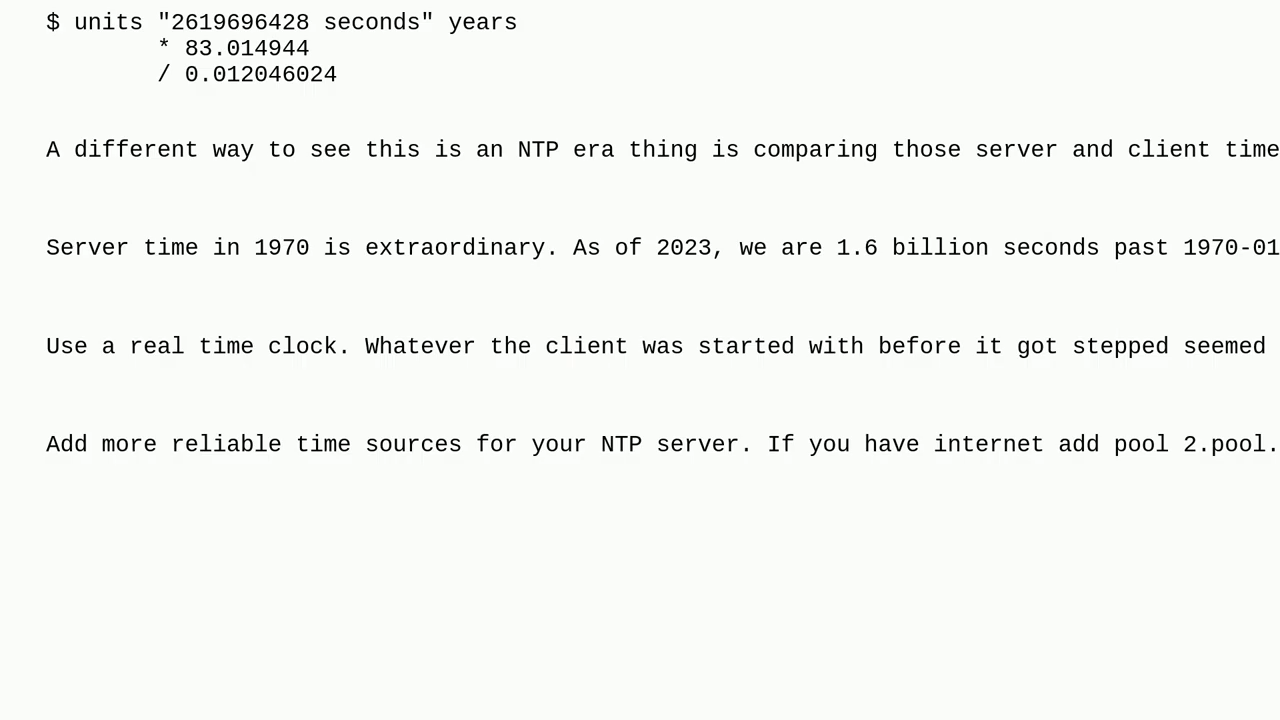 $ units "2619696428 seconds" years
* 83.014944
/ 0.012046024
A different way to see this is an NTP era thing is comparing those server and client time
Server time in 1970 is extraordinary. As of 2023, we are 1.6 billion seconds past 1970-01
Use a real time clock. Whatever the client was started with before it got stepped seemed
Add more reliable time sources for your NTP server. If you have internet add pool 2.pool.